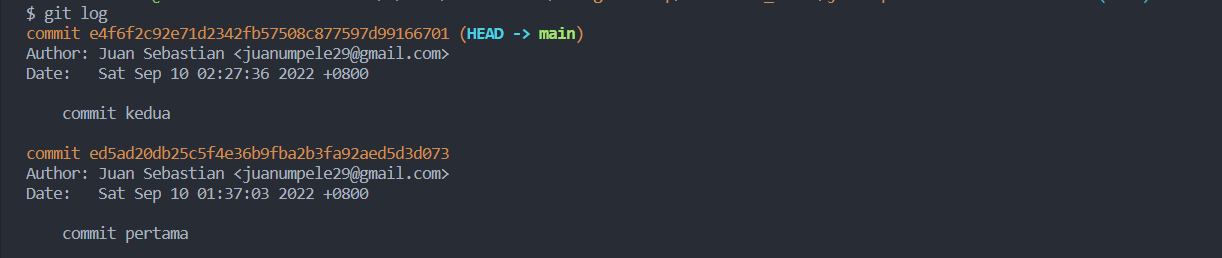 $ git log
commit e4f6f2c92e71d2342fb57508c877597d99166701 (HEAD -> main)
Author: Juan Sebastian <juanumpele29@gmail.com>
Date:   Sat Sep 10 02:27:36 2022 +0800
commit kedua
commit ed5ad20db25c5f4e36b9fba2b3fa92aed5d3d073
Author: Juan Sebastian <juanumpele29@gmail.com>
Date:   Sat Sep 10 01:37:03 2022 +0800
commit pertama